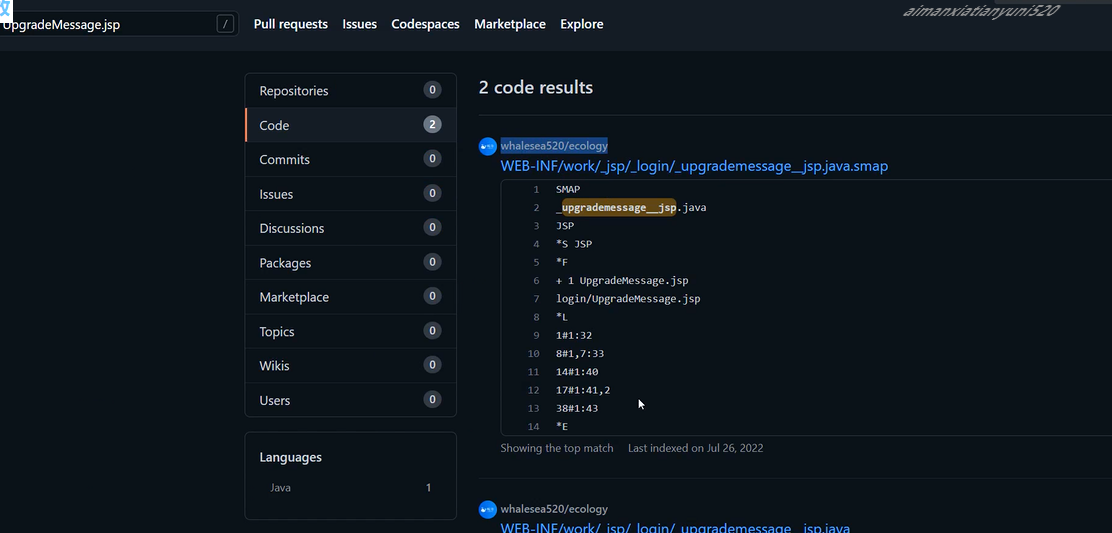 UpgradeMessage.jsp
/
Pull requests Issues Codespaces Marketplace Explore
aimanxiatianyuni520
Repositories 0
Code 2
Commits 0
Issues 0
Discussions 0
Packages 0
Marketplace 0
Topics 0
Wikis 0
Users 0
Languages
Java 1
2 code results
whalesea520/ecology
WEB-INF/work/_jsp/_login/_upgrademessage__jsp.java.smap
1 SMAP
2 _upgrademessage__jsp.java
3 JSP
4 *S JSP
5 *F
6 + 1 UpgradeMessage.jsp
7 login/UpgradeMessage.jsp
8 *L
9 1#1:32
10 8#1,7:33
11 14#1:40
12 17#1:41,2
13 38#1:43
14 *E
Showing the top match Last indexed on Jul 26, 2022
whalesea520/ecology
WEB-INF/work/_jsp/_login/_upgrademessage__jsp.java